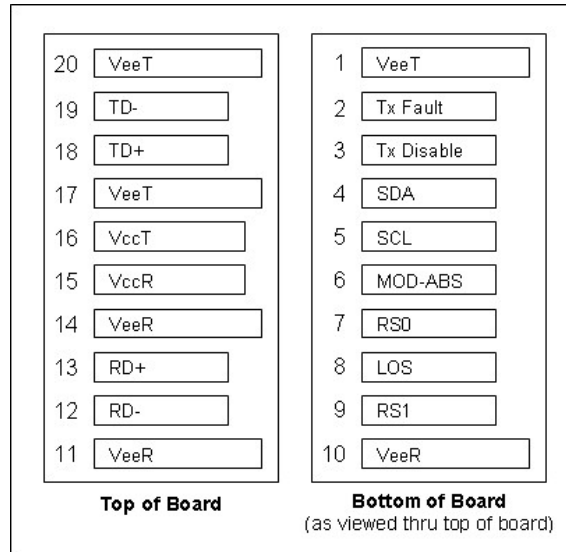 20 VeeT
19 TD-
18 TD+
17 VeeT
16 VccT
15 VccR
14 VeeR
13 RD+
12 RD-
11 VeeR
Top of Board
1 VeeT
2 Tx Fault
3 Tx Disable
4 SDA
5 SCL
6 MOD-ABS
7 RS0
8 LOS
9 RS1
10 VeeR
Bottom of Board
(as viewed thru top of board)